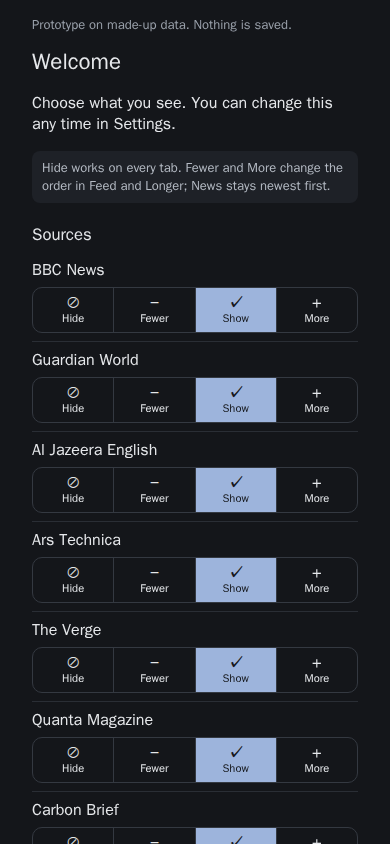 Prototype on made-up data. Nothing is saved.
Welcome
Choose what you see. You can change this
any time in Settings.
Hide works on every tab. Fewer and More change the
order in Feed and Longer; News stays newest first.
Sources
BBC News
Hide Fewer Show More
Guardian World
Hide Fewer Show More
Al Jazeera English
Hide Fewer Show More
Ars Technica
Hide Fewer Show More
The Verge
Hide Fewer Show More
Quanta Magazine
Hide Fewer Show More
Carbon Brief